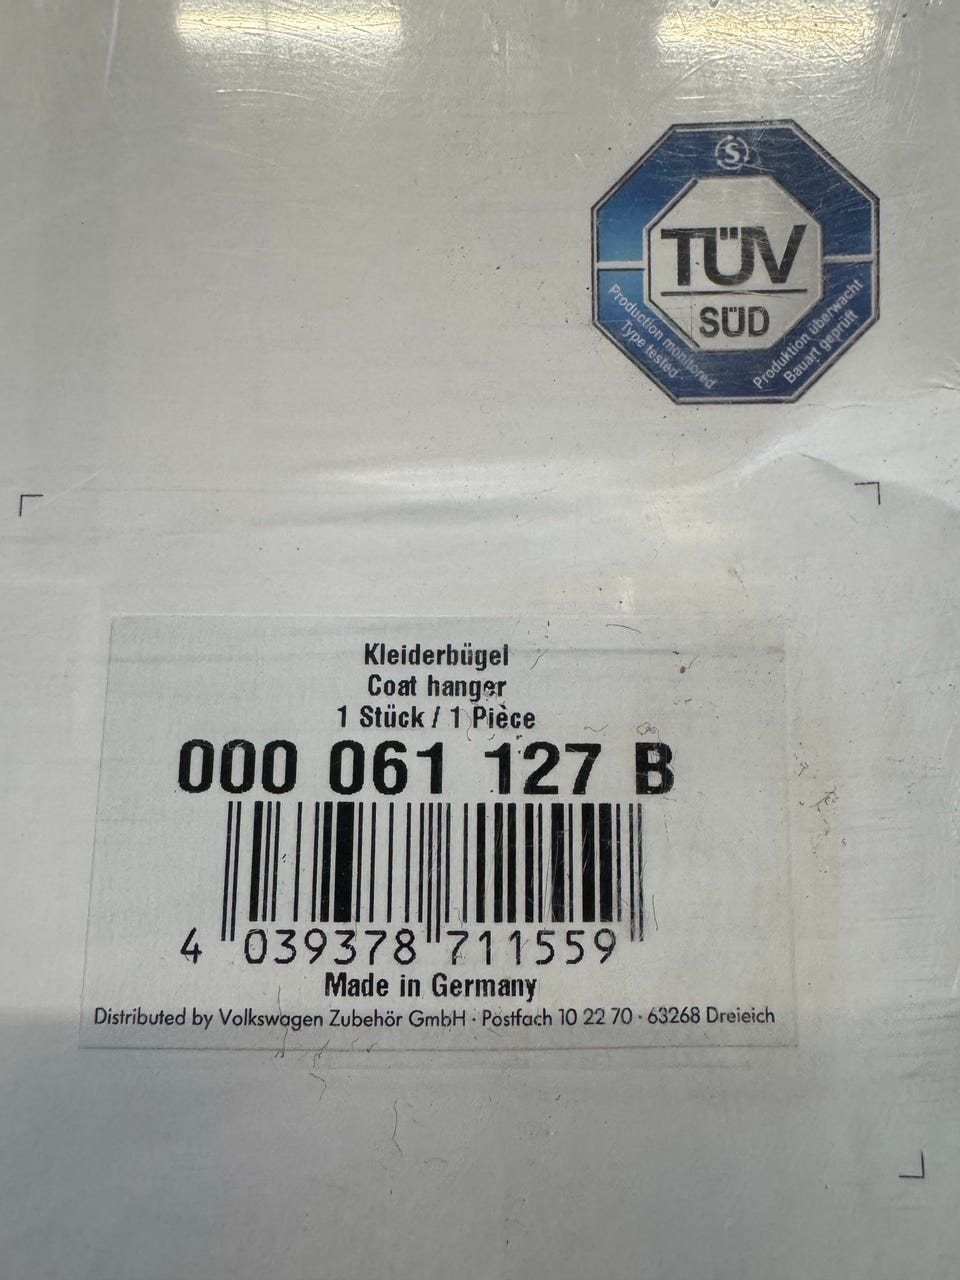 S
TÜV
SÜD
Production monitored
Type tested
Produktion überwacht
Bauart geprüft
Kleiderbügel
Coat hanger
1 Stück / 1 Pièce
000 061 127 B
4 039378 711559
Made in Germany
Distributed by Volkswagen Zubehör GmbH · Postfach 10 22 70 · 63268 Dreieich